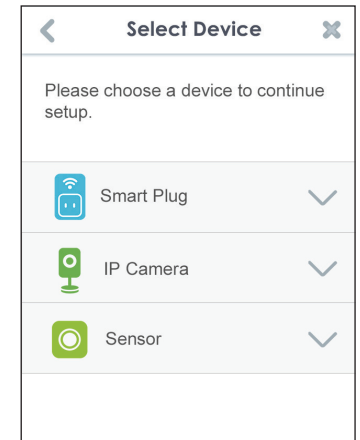 Select Device
Please choose a device to continue
setup.
Smart Plug
IP Camera
Sensor